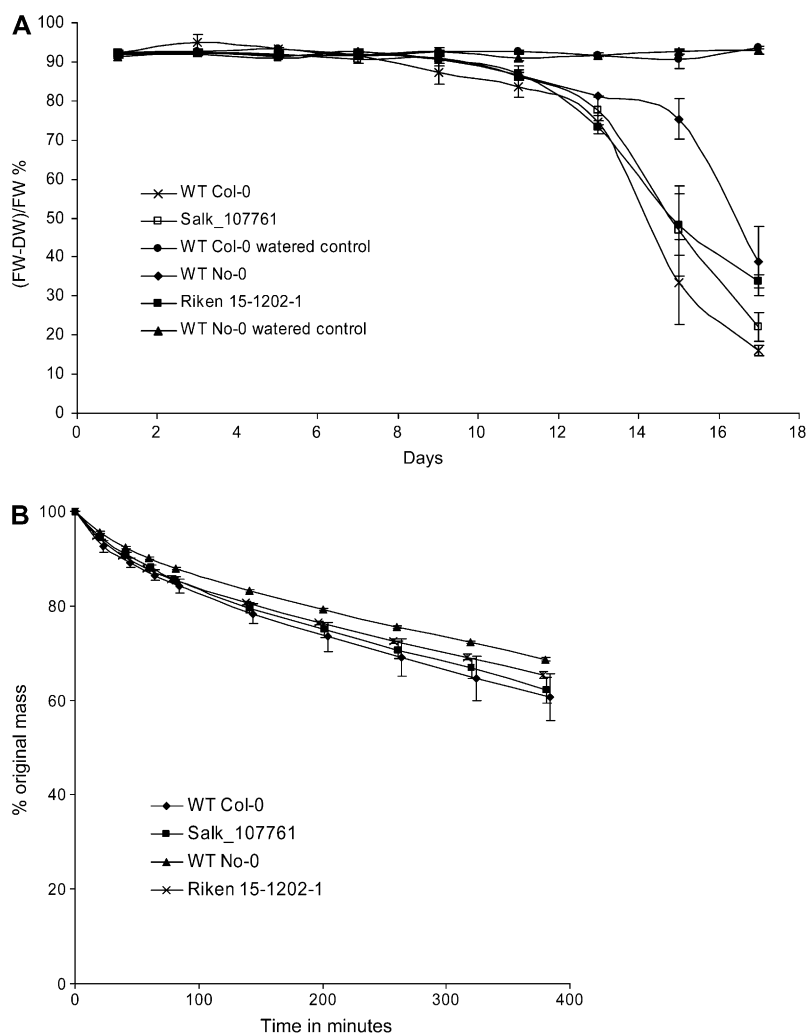 A
100
90
80
70
60
50
40
30
20
10
0
(FW-DW)/FW %
WT Col-0
Salk_107761
WT Col-0 watered control
WT No-0
Riken 15-1202-1
WT No-0 watered control
0 2 4 6 8 10 12 14 16 18
Days
B
100
80
60
40
20
0
% original mass
WT Col-0
Salk_107761
WT No-0
Riken 15-1202-1
0 100 200 300 400
Time in minutes